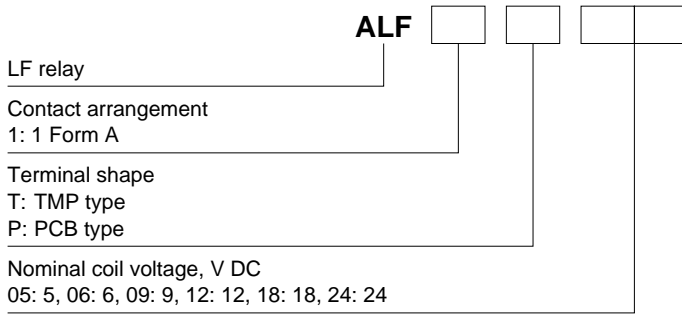 ALF
LF relay
Contact arrangement
1: 1 Form A
Terminal shape
T: TMP type
P: PCB type
Nominal coil voltage, V DC
05: 5, 06: 6, 09: 9, 12: 12, 18: 18, 24: 24